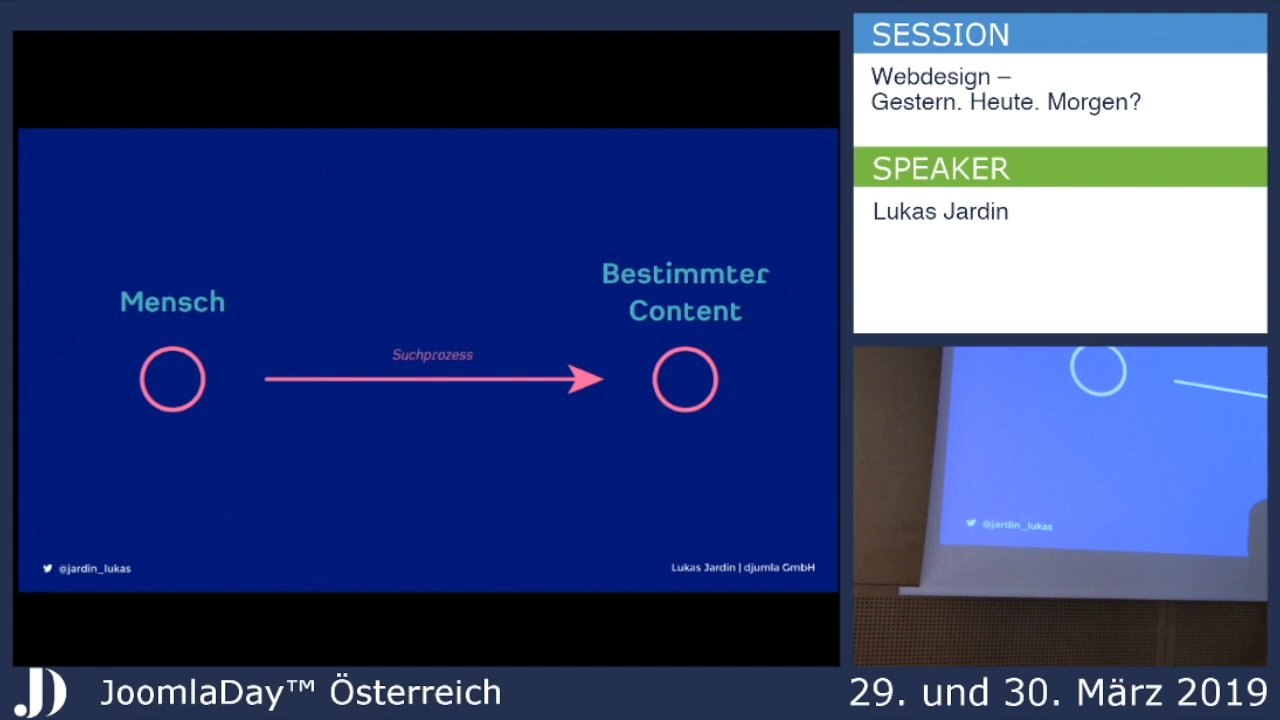 SESSION
Webdesign –
Gestern. Heute. Morgen?
SPEAKER
Lukas Jardin
Mensch
Bestimmter
Content
Suchprozess
@jardin_lukas
Lukas Jardin | djumla GmbH
@jardin_lukas
JD JoomlaDay™ Österreich
29. und 30. März 2019